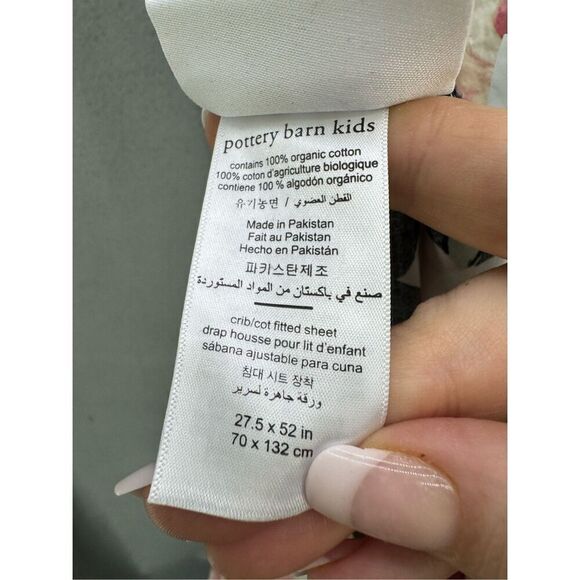 pottery barn kids
contains 100% organic cotton
100% coton d'agriculture biologique
contiene 100 % algodón orgánico
유기농면 / القطن العضوي
Made in Pakistan
Fait au Pakistan
Hecho en Pakistán
파키스탄제조
صنع في باكستان من المواد المستوردة
crib/cot fitted sheet
drap housse pour lit d'enfant
sábana ajustable para cuna
침대 시트 장착
ورقة جاهزة لسرير
27.5 x 52 in
70 x 132 cm